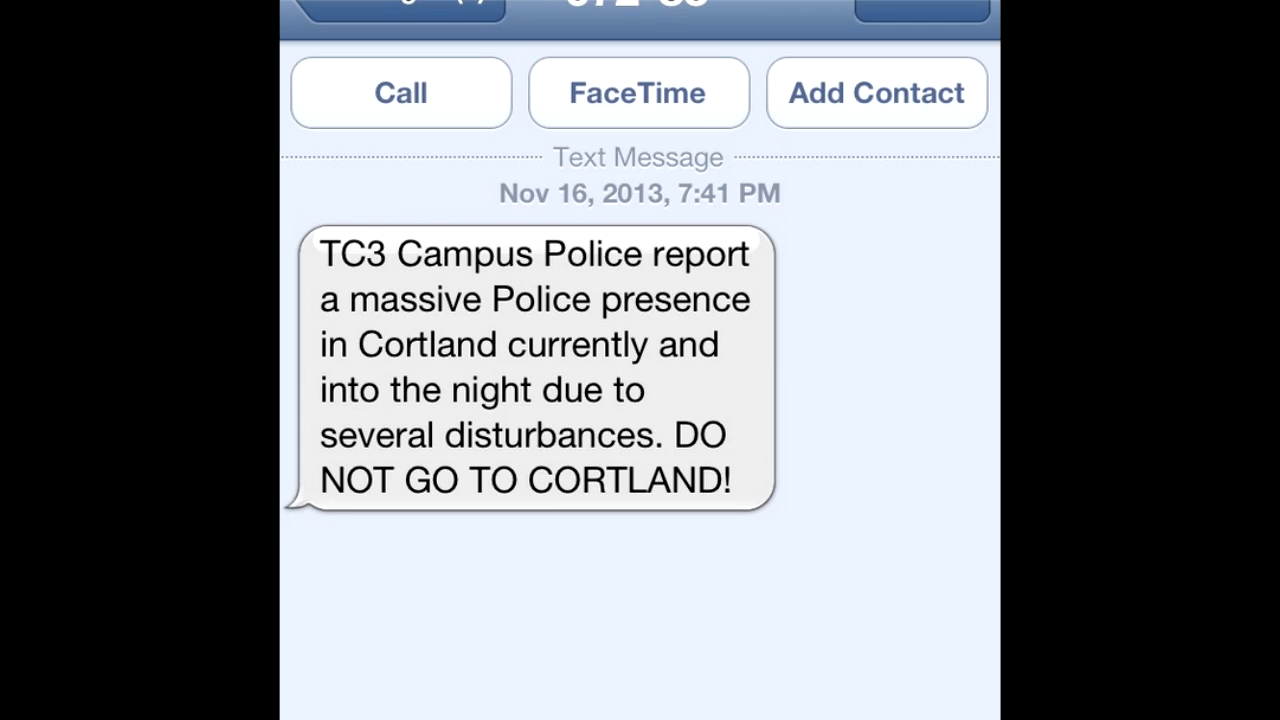 Call
FaceTime
Add Contact
Text Message
Nov 16, 2013, 7:41 PM
TC3 Campus Police report
a massive Police presence
in Cortland currently and
into the night due to
several disturbances. DO
NOT GO TO CORTLAND!